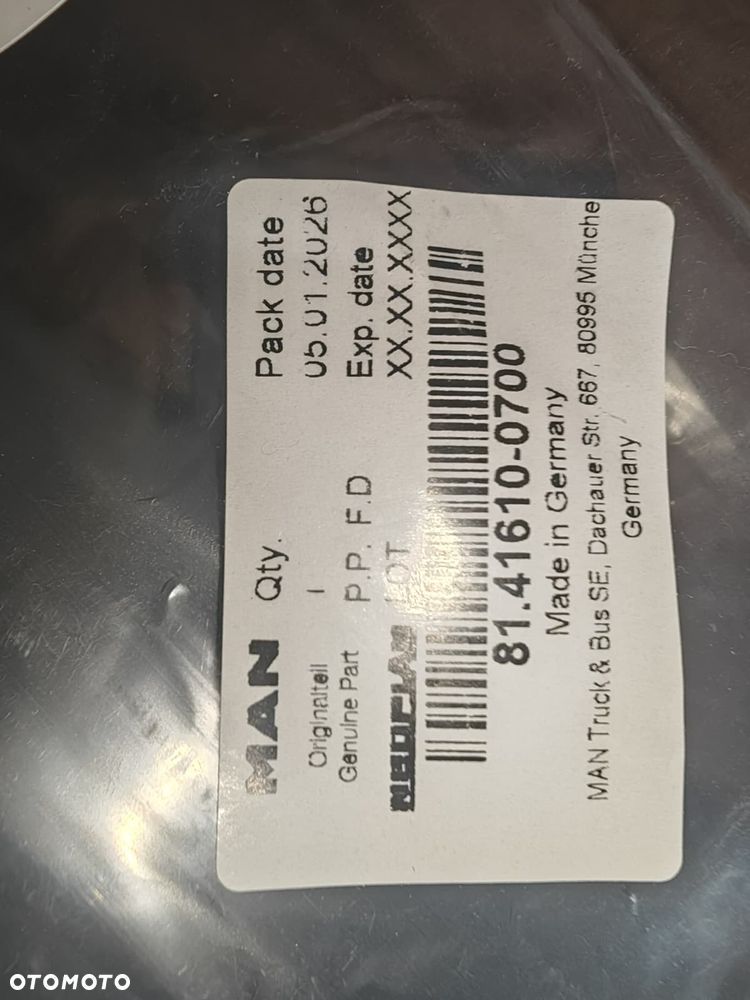 MAN Qty. Pack date
Originalteil 1 05.01.2026
Genuine Part P.P. F.D Exp. date
NEOPLAN LOT XX.XX.XXXX
81.41610-0700
Made in Germany
MAN Truck & Bus SE, Dachauer Str. 667, 80995 Münche
Germany
OTOMOTO